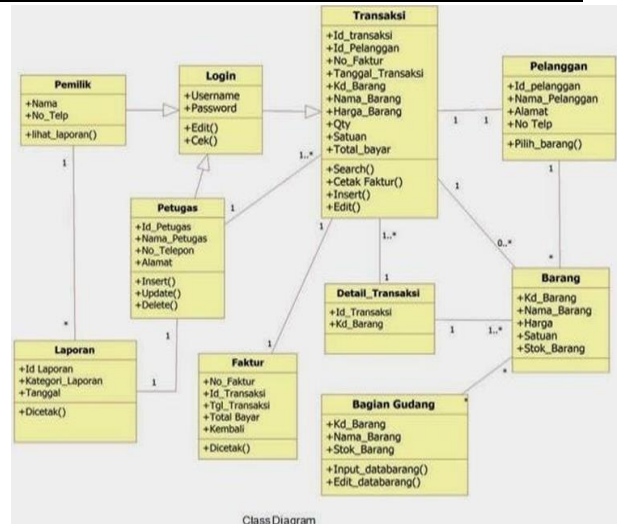 Transaksi
+Id_transaksi
+Id_Pelanggan
+No_Faktur
+Tanggal_Transaksi
+Kd_Barang
+Nama_Barang
+Harga_Barang
+Qty
+Satuan
+Total_bayar
+Search()
+Cetak Faktur()
+Insert()
+Edit()
Pelanggan
+Id_pelanggan
+Nama_Pelanggan
+Alamat
+No Telp
+Pilih_barang()
Login
+Username
+Password
+Edit()
+Cek()
Pemilik
+Nama
+No_Telp
+lihat_laporan()
1
1
1
1..*
1
1
1
Petugas
+Id_Petugas
+Nama_Petugas
+No_Telepon
+Alamat
+Insert()
+Update()
+Delete()
1
1..*
0..*
*
Barang
+Kd_Barang
+Nama_Barang
+Harga
+Satuan
+Stok_Barang
1
Detail_Transaksi
+Id_Transaksi
+Kd_Barang
1
1..*
*
Laporan
+Id Laporan
+Kategori_Laporan
+Tanggal
+Dicetak()
1
1
1
Faktur
+No_Faktur
+Id_Transaksi
+Tgl_Transaksi
+Total Bayar
+Kembali
+Dicetak()
*
*
Bagian Gudang
+Kd_Barang
+Nama_Barang
+Stok_Barang
+Input_databarang()
+Edit_databarang()
Class Diagram